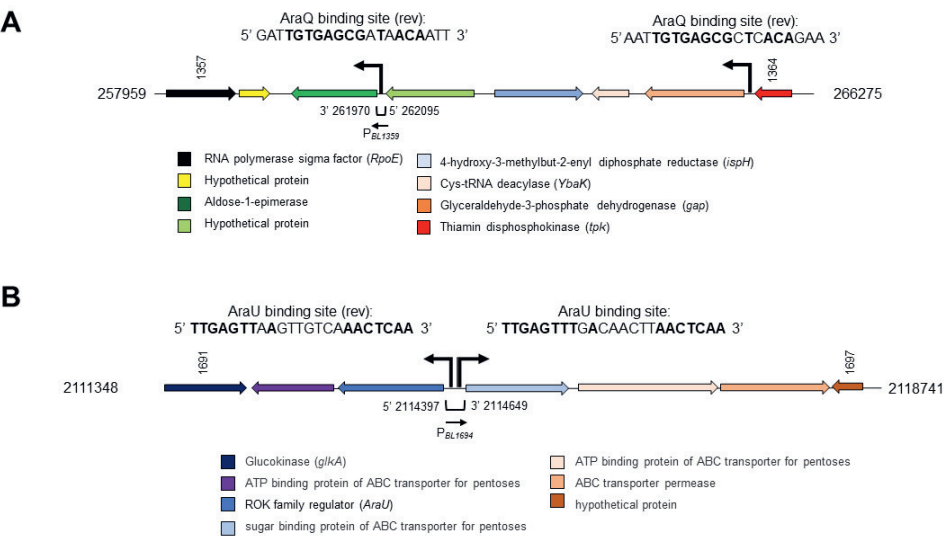 A
AraQ binding site (rev):
5' GATTGTGAGCGATAACAATT 3'
AraQ binding site (rev):
5' AATTGTGAGCGCTCACAGAA 3'
1357
1364
257959
266275
3' 261970
5' 262095
PBL1359
RNA polymerase sigma factor (RpoE)
Hypothetical protein
Aldose-1-epimerase
Hypothetical protein
4-hydroxy-3-methylbut-2-enyl diphosphate reductase (ispH)
Cys-tRNA deacylase (YbaK)
Glyceraldehyde-3-phosphate dehydrogenase (gap)
Thiamin disphosphokinase (tpk)
B
AraU binding site (rev):
5' TTGAGTTAAGTTGTCAAACTCAA 3'
AraU binding site:
5' TTGAGTTTGACAACTTAACTCAA 3'
1691
1697
2111348
2118741
5' 2114397
3' 2114649
PBL1694
Glucokinase (glkA)
ATP binding protein of ABC transporter for pentoses
ROK family regulator (AraU)
sugar binding protein of ABC transporter for pentoses
ATP binding protein of ABC transporter for pentoses
ABC transporter permease
hypothetical protein